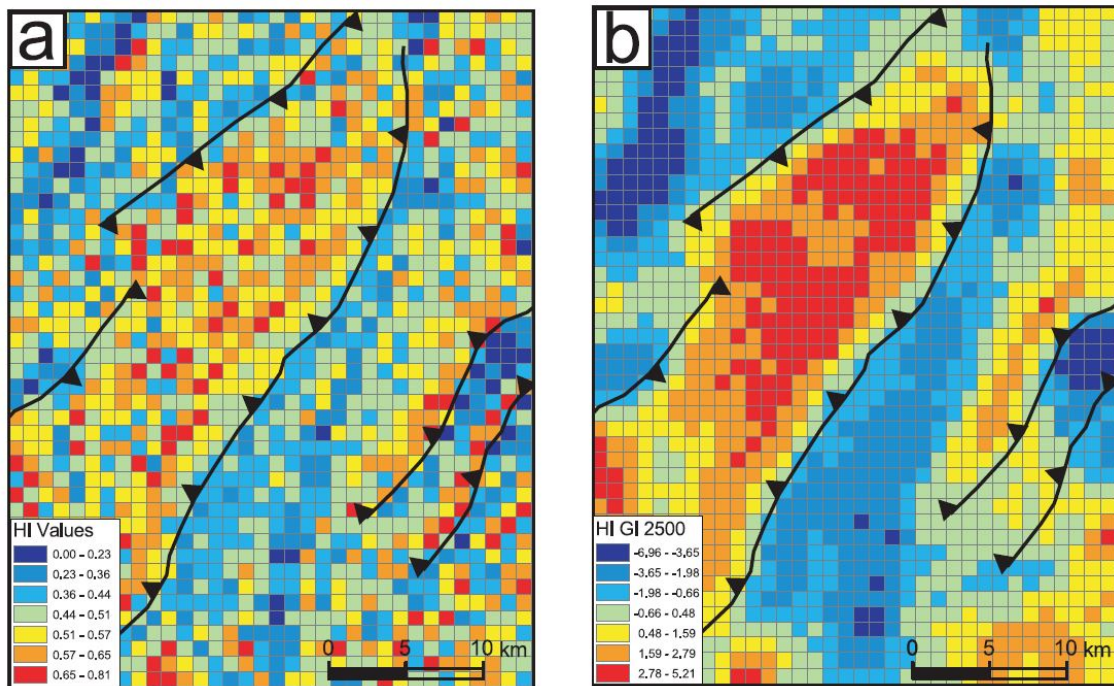 a
HI Values
0.00 - 0.23
0.23 - 0.36
0.36 - 0.44
0.44 - 0.51
0.51 - 0.57
0.57 - 0.65
0.65 - 0.81
0 5 10 km
b
HI GI 2500
-6,96 - -3,65
-3.65 - -1.98
-1.98 - -0.66
-0.66 - 0.48
0.48 - 1.59
1.59 - 2.79
2.78 - 5.21
0 5 10 km